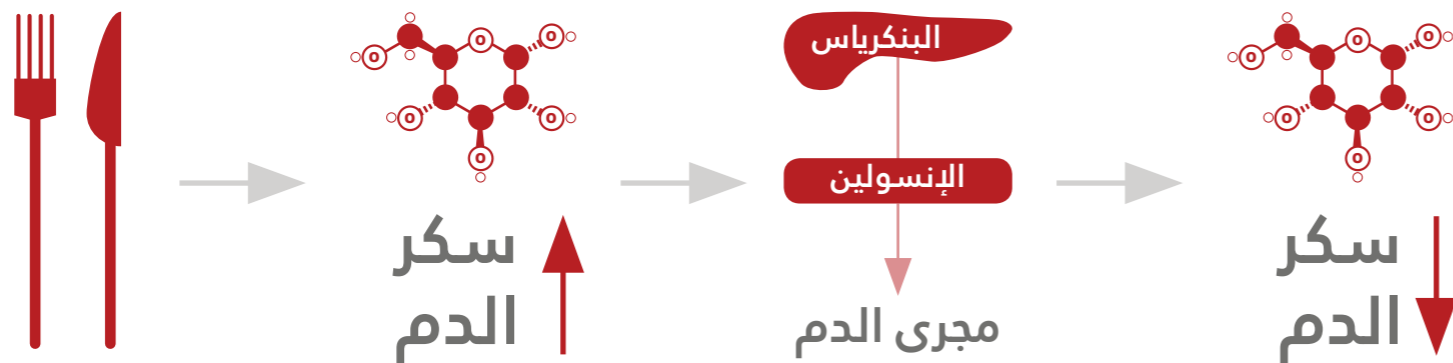 سكر
الدم
البنكرياس
الإنسولين
مجرى الدم
سكر
الدم